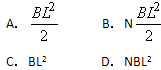 A. BL²/2 B. N BL²/2
C. BL² D. NBL²